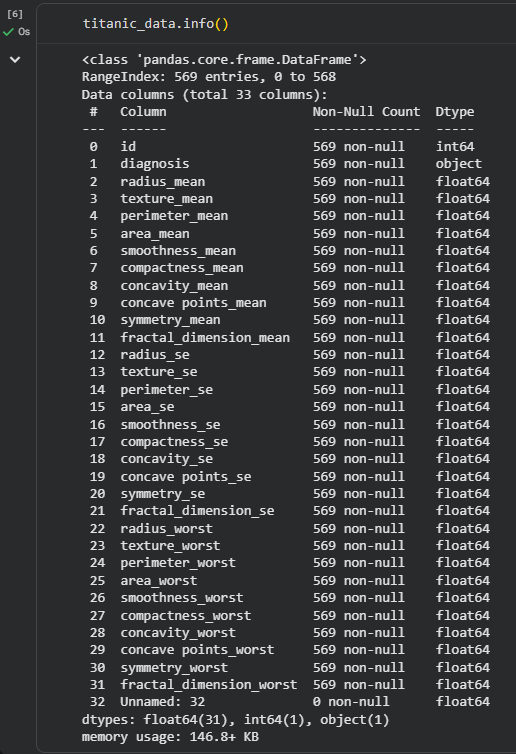 [6]
0s
titanic_data.info()
<class 'pandas.core.frame.DataFrame'>
RangeIndex: 569 entries, 0 to 568
Data columns (total 33 columns):
 #   Column                   Non-Null Count  Dtype
---  ------                   --------------  -----
 0   id                       569 non-null    int64
 1   diagnosis                569 non-null    object
 2   radius_mean              569 non-null    float64
 3   texture_mean             569 non-null    float64
 4   perimeter_mean           569 non-null    float64
 5   area_mean                569 non-null    float64
 6   smoothness_mean          569 non-null    float64
 7   compactness_mean         569 non-null    float64
 8   concavity_mean           569 non-null    float64
 9   concave points_mean      569 non-null    float64
 10  symmetry_mean            569 non-null    float64
 11  fractal_dimension_mean   569 non-null    float64
 12  radius_se                569 non-null    float64
 13  texture_se               569 non-null    float64
 14  perimeter_se             569 non-null    float64
 15  area_se                  569 non-null    float64
 16  smoothness_se            569 non-null    float64
 17  compactness_se           569 non-null    float64
 18  concavity_se             569 non-null    float64
 19  concave points_se        569 non-null    float64
 20  symmetry_se              569 non-null    float64
 21  fractal_dimension_se     569 non-null    float64
 22  radius_worst             569 non-null    float64
 23  texture_worst            569 non-null    float64
 24  perimeter_worst          569 non-null    float64
 25  area_worst               569 non-null    float64
 26  smoothness_worst         569 non-null    float64
 27  compactness_worst        569 non-null    float64
 28  concavity_worst          569 non-null    float64
 29  concave points_worst     569 non-null    float64
 30  symmetry_worst           569 non-null    float64
 31  fractal_dimension_worst  569 non-null    float64
 32  Unnamed: 32              0 non-null      float64
dtypes: float64(31), int64(1), object(1)
memory usage: 146.8+ KB